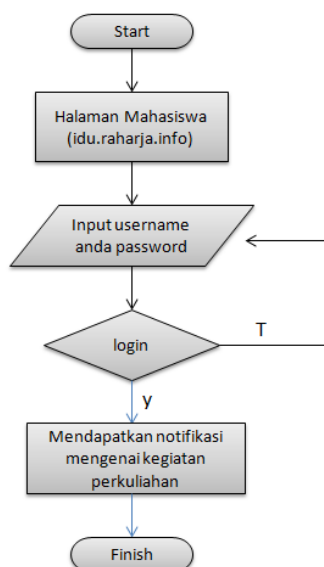 Start
Halaman Mahasiswa
(idu.raharja.info)
Input username
anda password
login
T
y
Mendapatkan notifikasi
mengenai kegiatan
perkuliahan
Finish